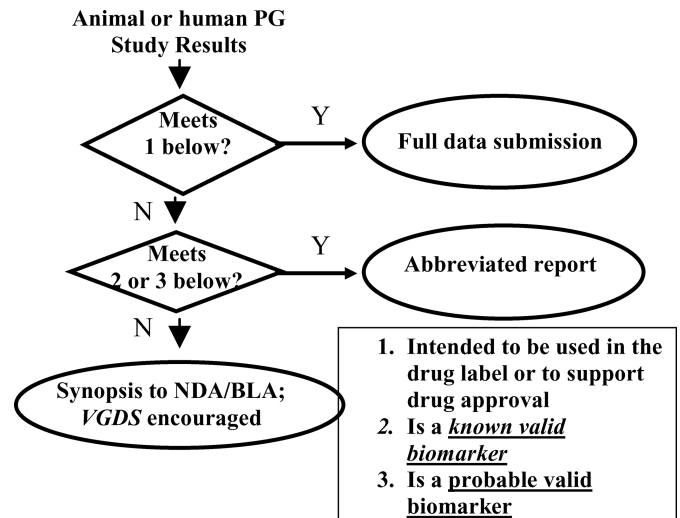 Animal or human PG
Study Results
Meets
1 below?
Y
Full data submission
N
Meets
2 or 3 below?
Y
Abbreviated report
N
Synopsis to NDA/BLA;
VGDS encouraged
1. Intended to be used in the
drug label or to support
drug approval
2. Is a known valid
biomarker
3. Is a probable valid
biomarker